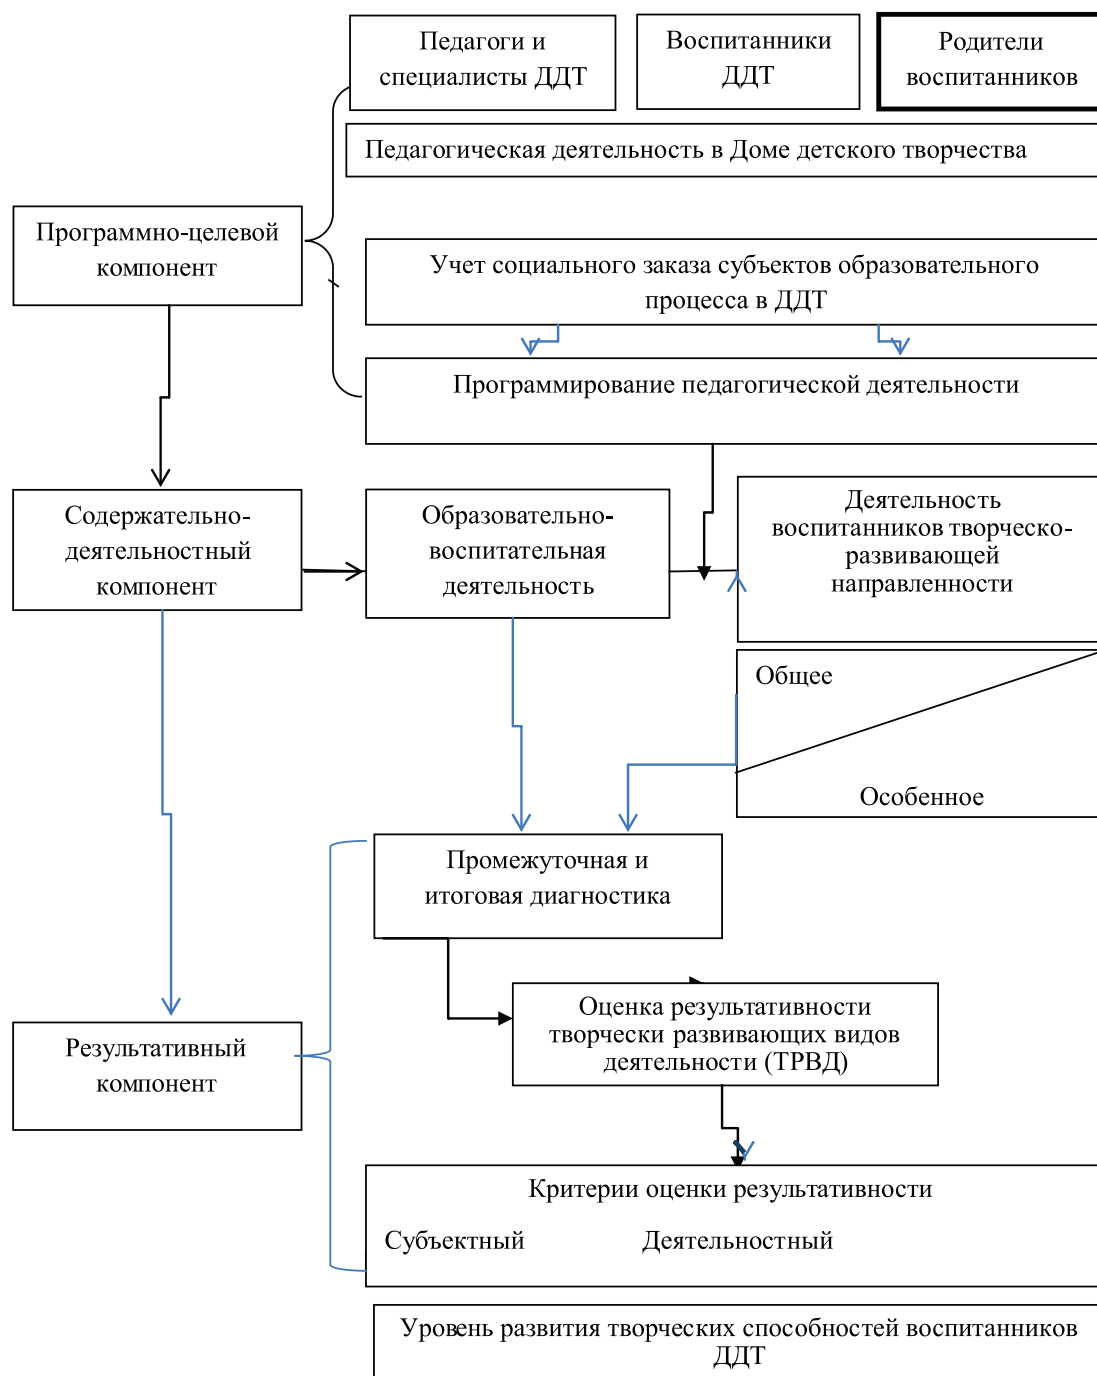 Педагоги и
специалисты ДДТ
Воспитанники
ДДТ
Родители
воспитанников
Педагогическая деятельность в Доме детского творчества
Программно-целевой
компонент
Учет социального заказа субъектов образовательного
процесса в ДДТ
Программирование педагогической деятельности
Содержательно-
деятельностный
компонент
Образовательно-
воспитательная
деятельность
Деятельность
воспитанников творческо-
развивающей
направленности
Общее
Особенное
Промежуточная и
итоговая диагностика
Оценка результативности
творчески развивающих видов
деятельности (ТРВД)
Результативный
компонент
Критерии оценки результативности
Субъектный Деятельностный
Уровень развития творческих способностей воспитанников
ДДТ